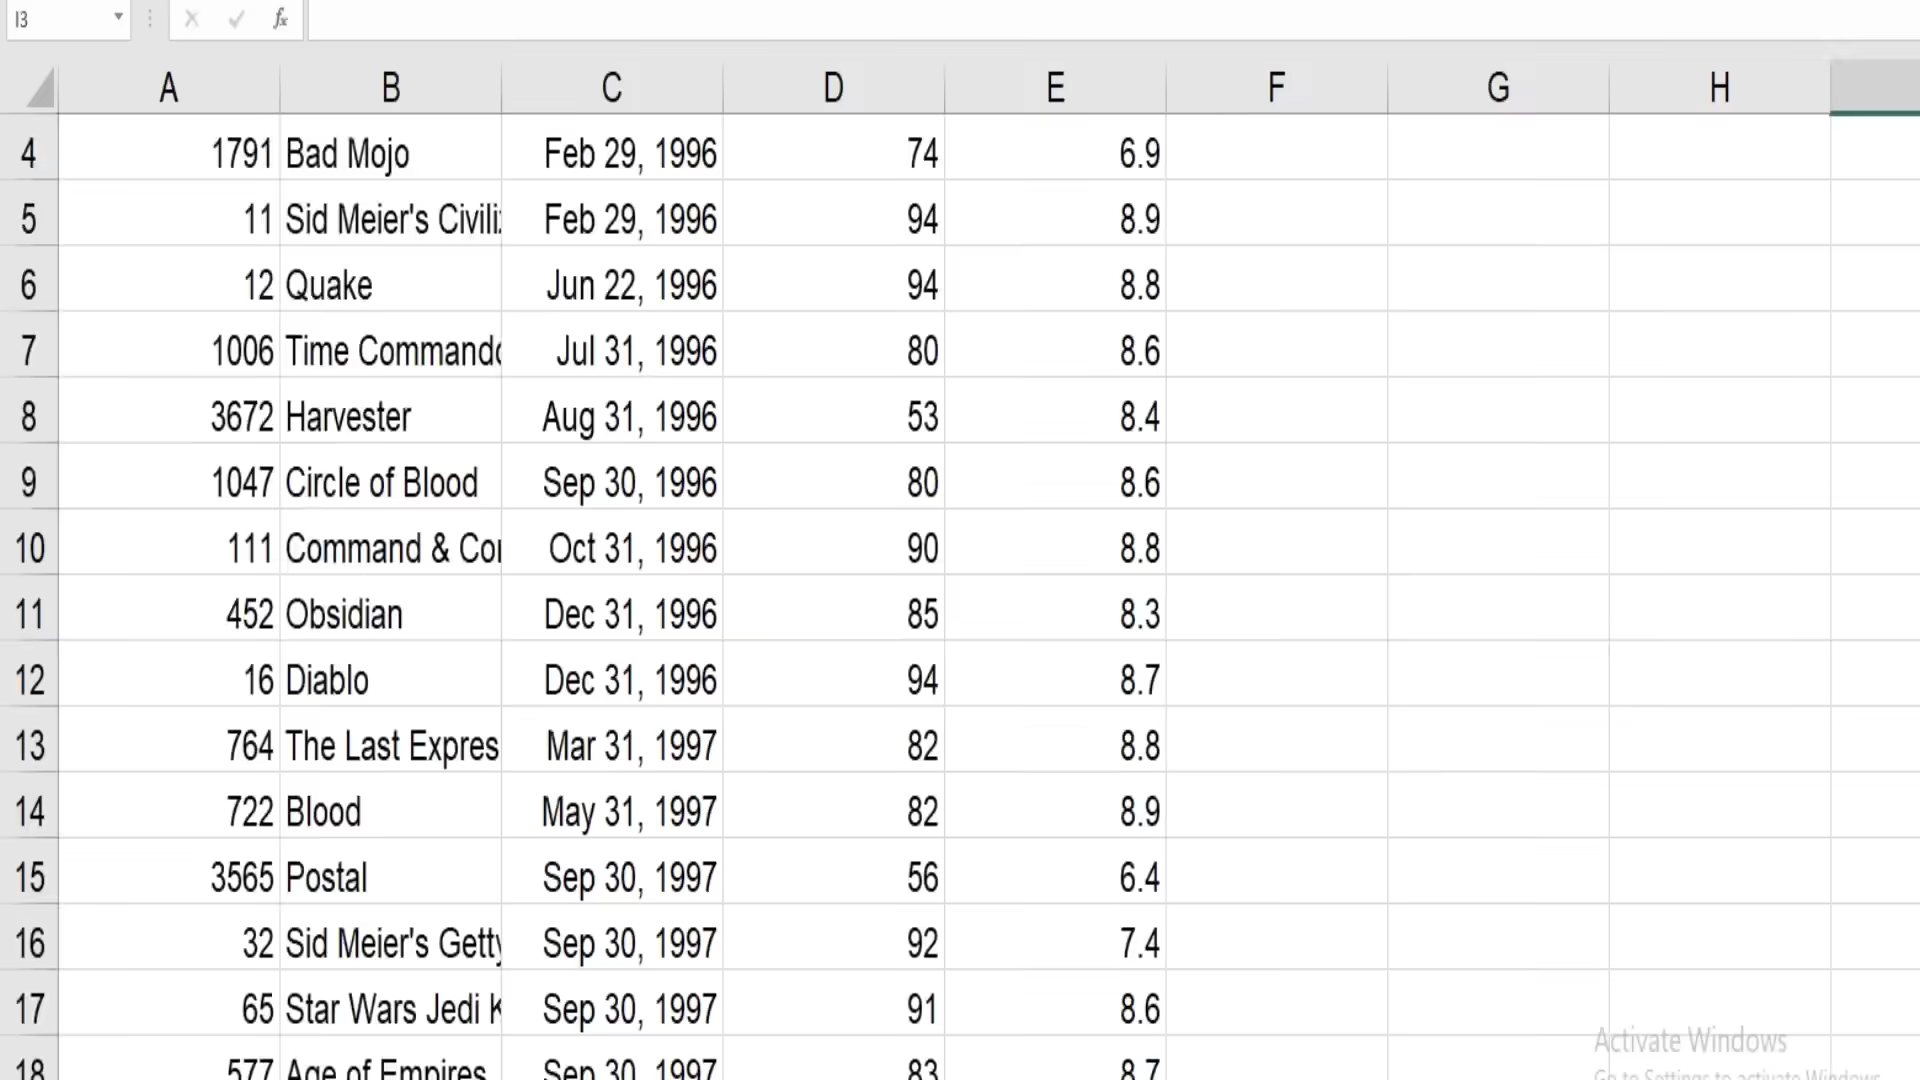 I3 fx
A B C D E F G H
4 1791 Bad Mojo Feb 29, 1996 74 6.9
5 11 Sid Meier's Civili Feb 29, 1996 94 8.9
6 12 Quake Jun 22, 1996 94 8.8
7 1006 Time Command Jul 31, 1996 80 8.6
8 3672 Harvester Aug 31, 1996 53 8.4
9 1047 Circle of Blood Sep 30, 1996 80 8.6
10 111 Command & Co Oct 31, 1996 90 8.8
11 452 Obsidian Dec 31, 1996 85 8.3
12 16 Diablo Dec 31, 1996 94 8.7
13 764 The Last Expres Mar 31, 1997 82 8.8
14 722 Blood May 31, 1997 82 8.9
15 3565 Postal Sep 30, 1997 56 6.4
16 32 Sid Meier's Getty Sep 30, 1997 92 7.4
17 65 Star Wars Jedi K Sep 30, 1997 91 8.6
Activate Windows
18 577 Age of Empires Sep 30, 1997 83 8.7
Go to Settings to activate Windows